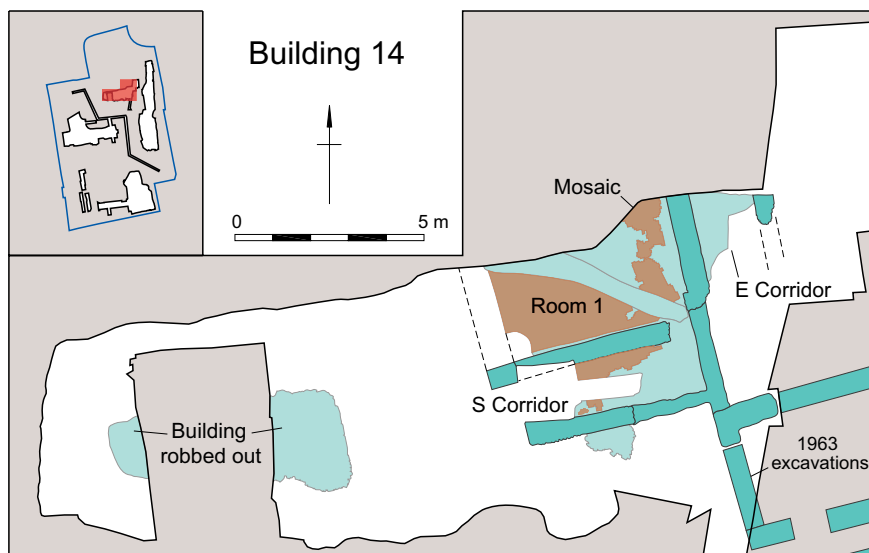 Building 14
0
5 m
Mosaic
E Corridor
Room 1
S Corridor
Building
robbed out
1963
excavations